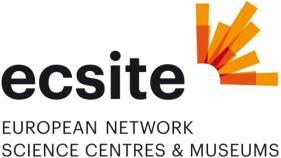 ecsite
EUROPEAN NETWORK
SCIENCE CENTRES & MUSEUMS